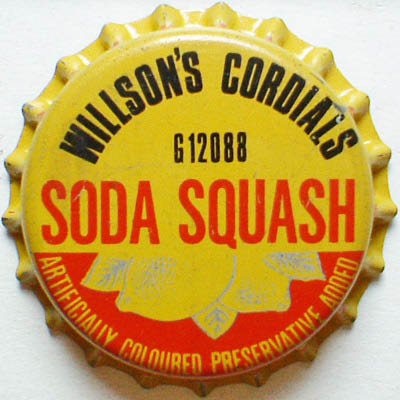 WILLSON'S CORDIALS
G12088
SODA SQUASH
ARTIFICIALLY COLOURED PRESERVATIVE ADDED